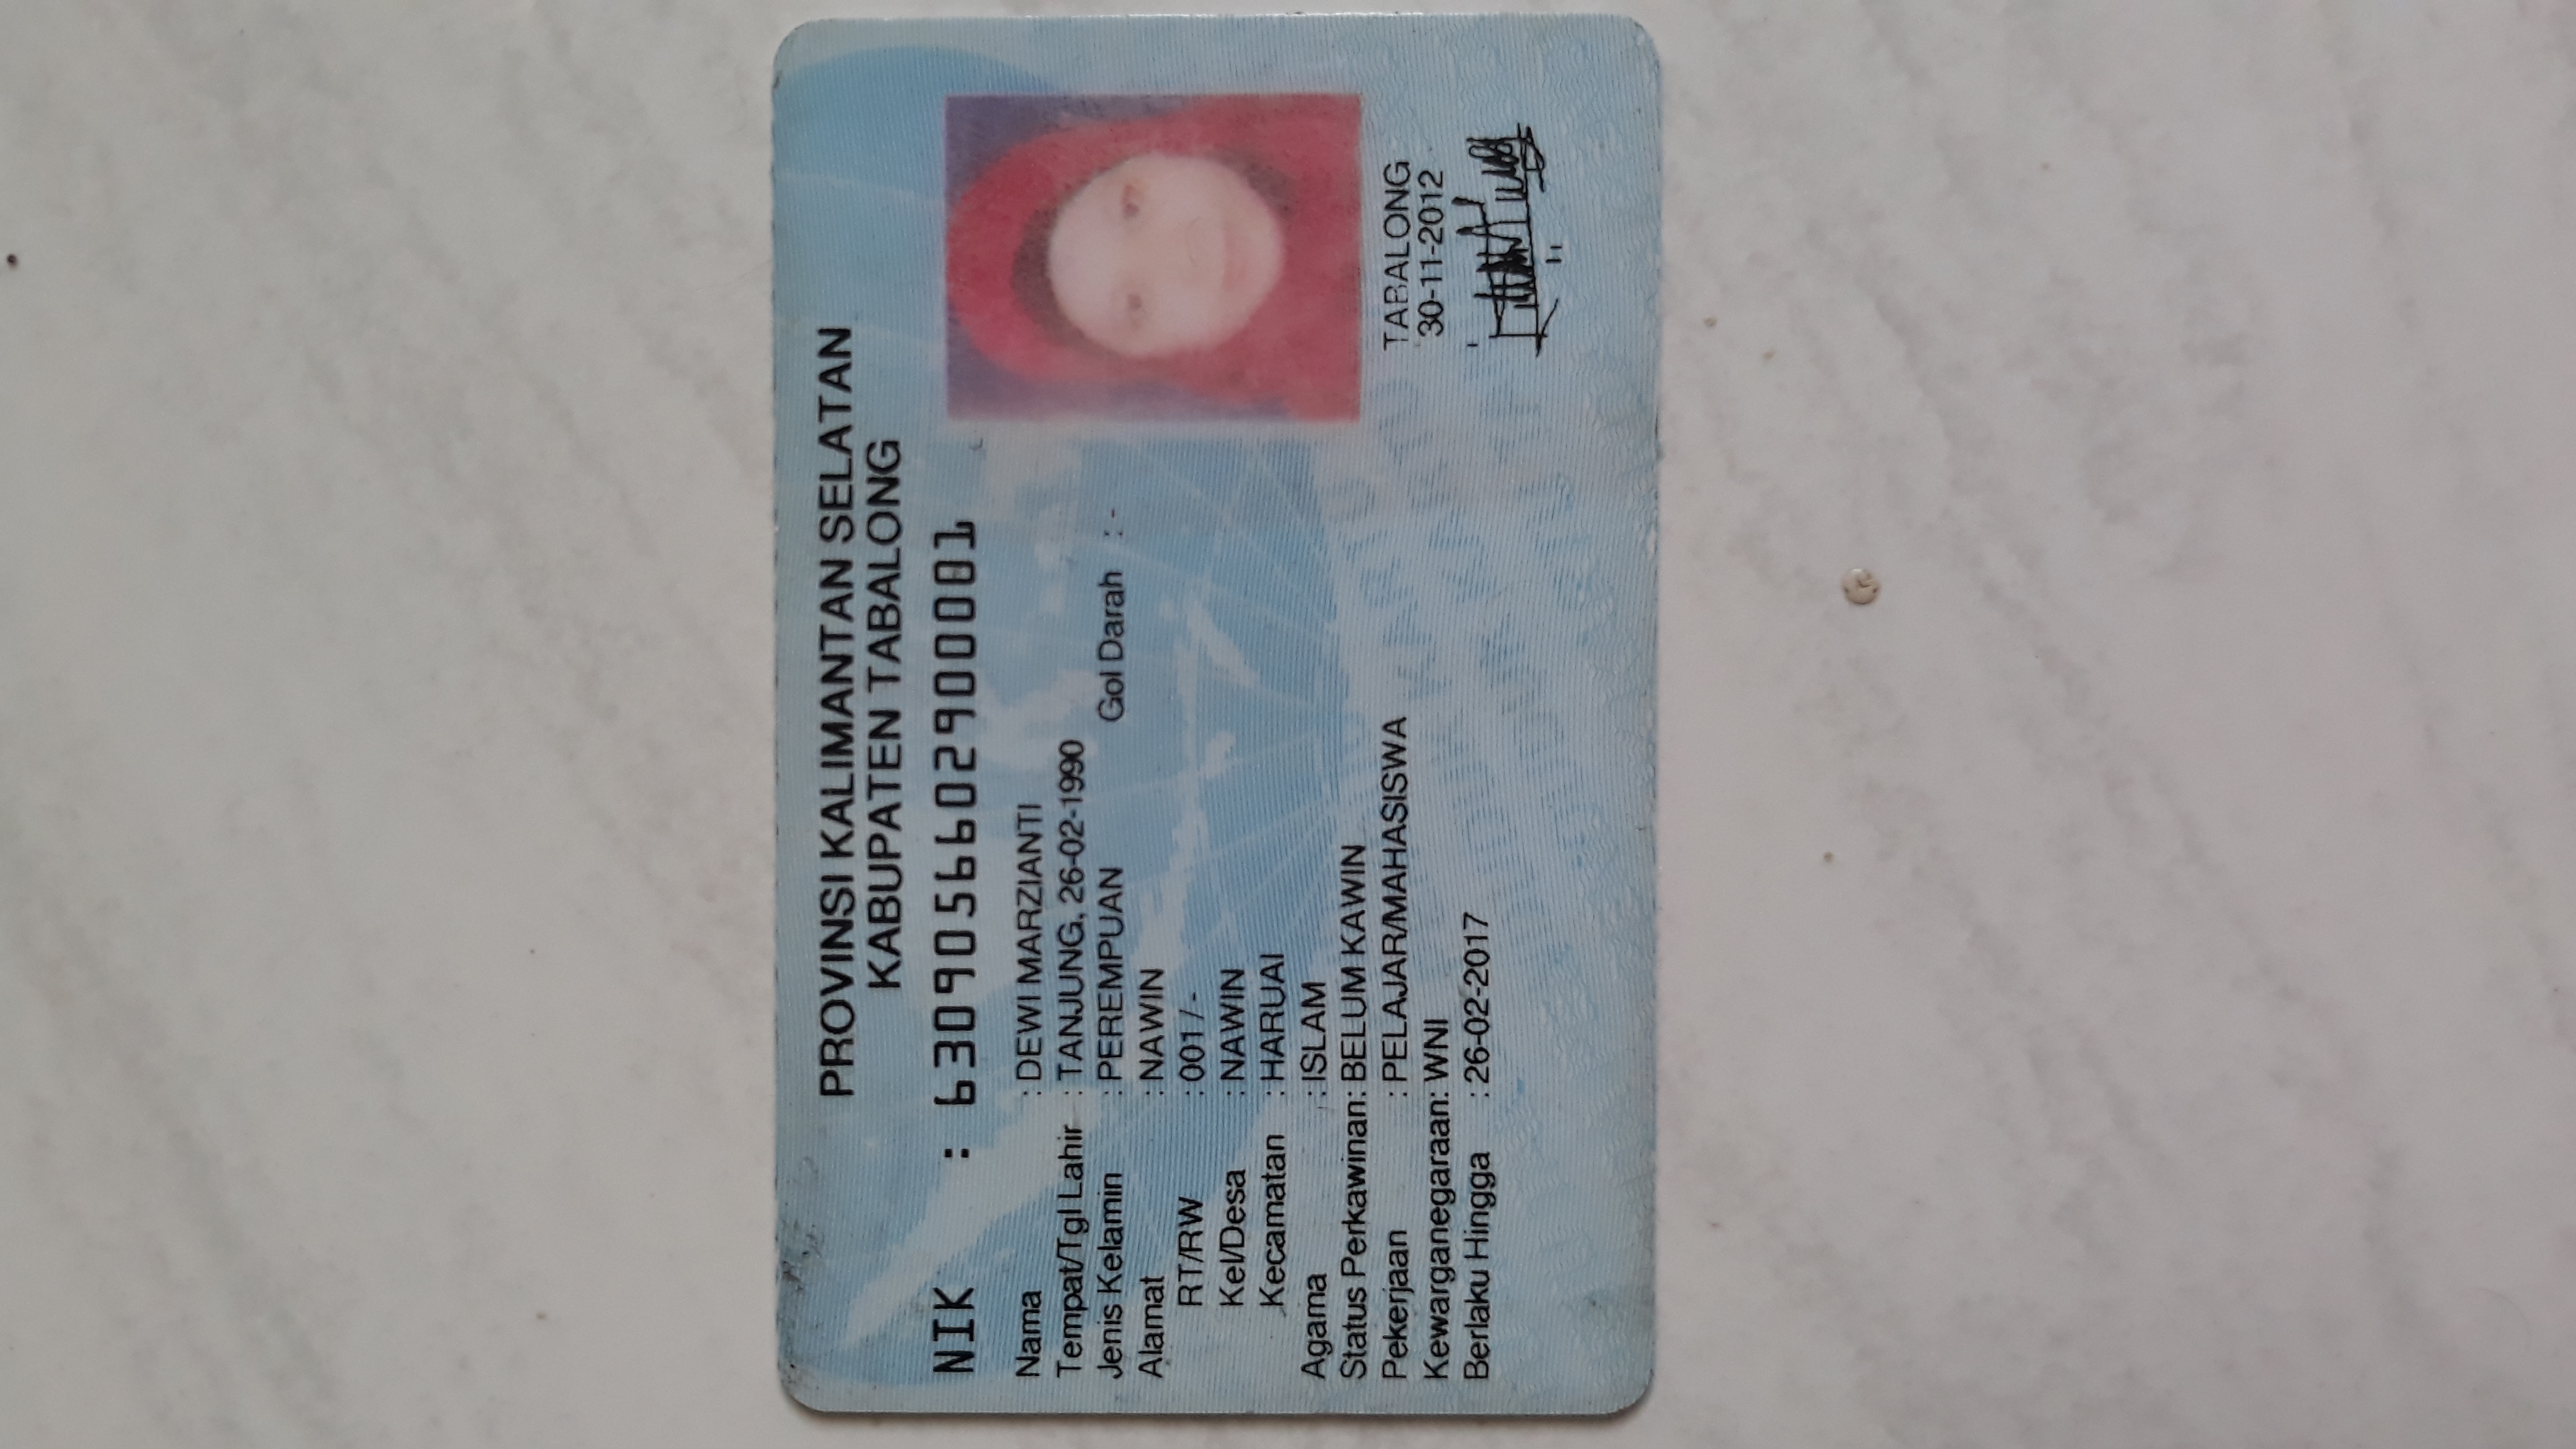 PROVINSI KALIMANTAN SELATAN
KABUPATEN TABALONG
NIK : 6309056602900001
Nama : DEWI MARZIANTI
Tempat/Tgl Lahir : TANJUNG, 26-02-1990
Jenis Kelamin : PEREMPUAN Gol Darah : -
Alamat : NAWIN
RT/RW : 001 / -
Kel/Desa : NAWIN
Kecamatan : HARUAI
Agama : ISLAM
Status Perkawinan: BELUM KAWIN
Pekerjaan : PELAJAR/MAHASISWA
Kewarganegaraan: WNI
Berlaku Hingga : 26-02-2017
TABALONG
30-11-2012